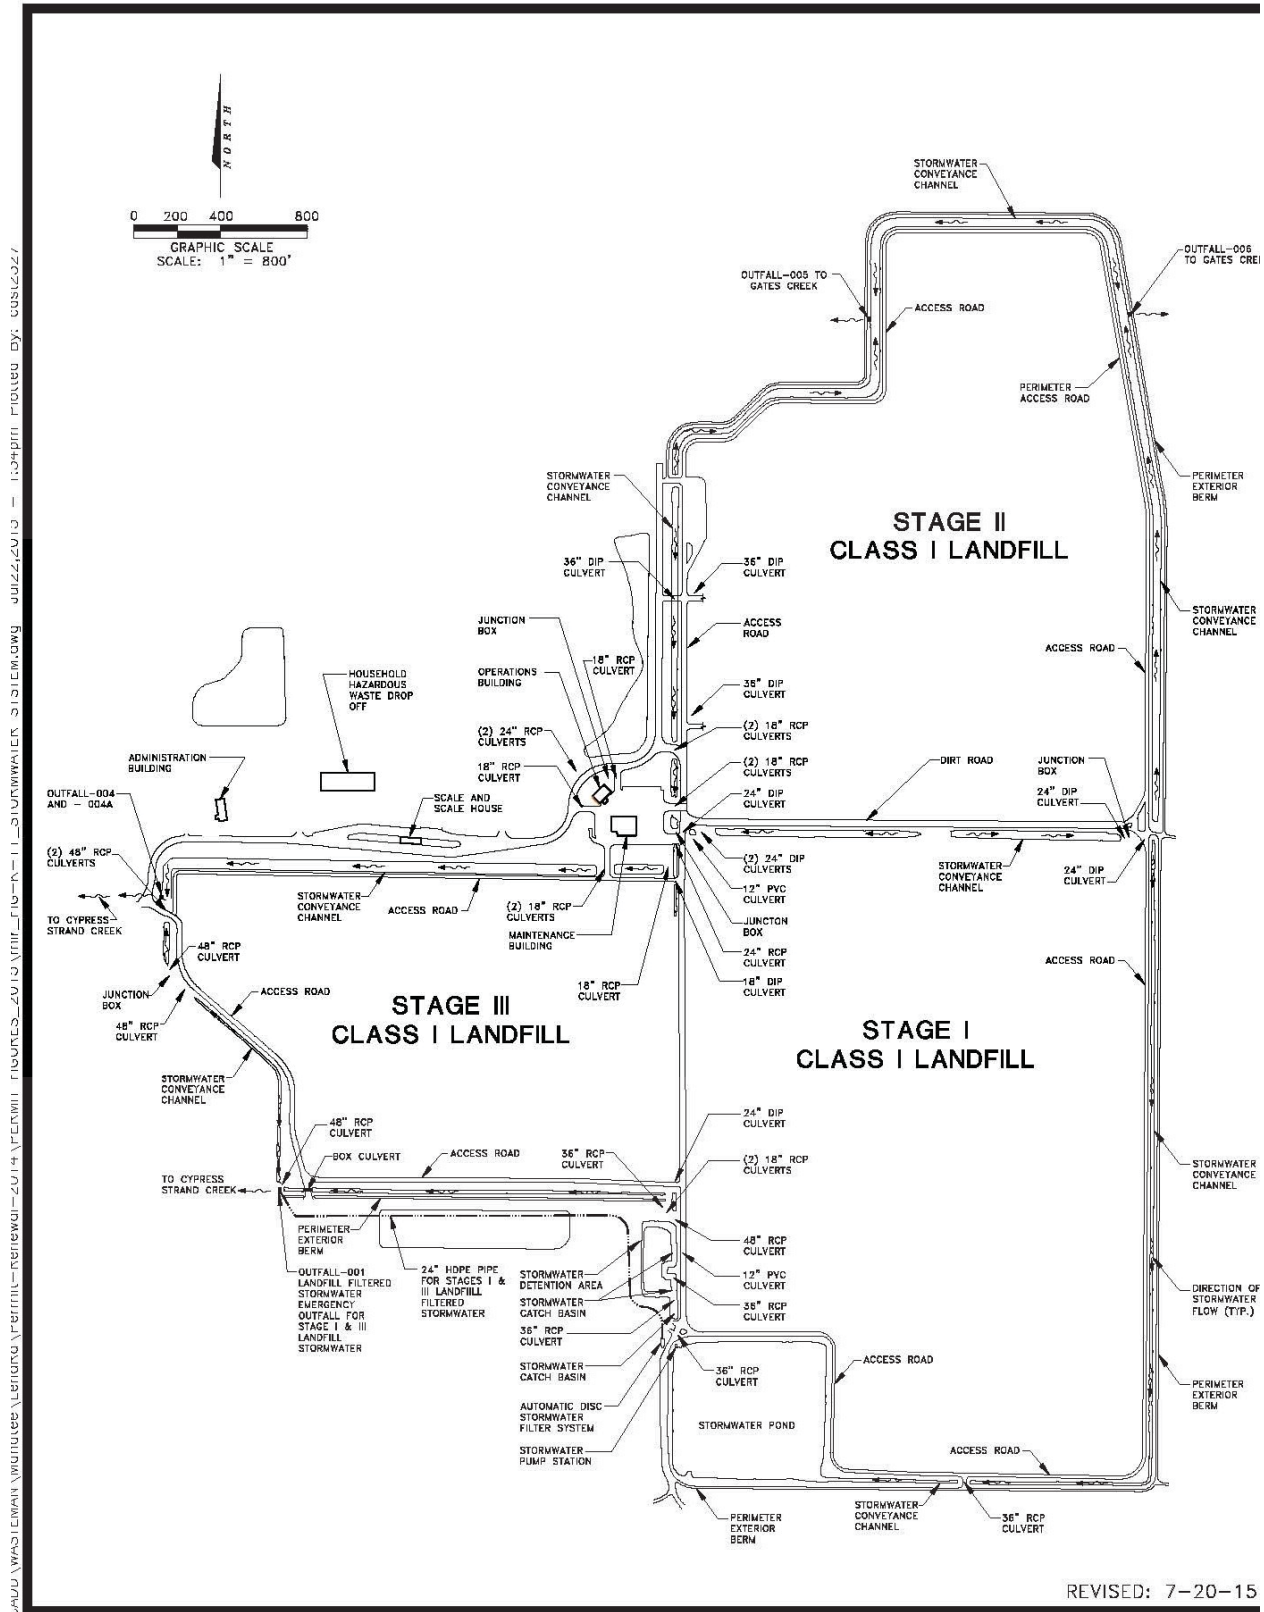 NORTH
0 200 400 800
GRAPHIC SCALE
SCALE: 1" = 800'
STORMWATER
CONVEYANCE
CHANNEL
OUTFALL-005 TO
GATES CREEK
OUTFALL-006
TO GATES CRE
ACCESS ROAD
PERIMETER
ACCESS ROAD
STORMWATER
CONVEYANCE
CHANNEL
PERIMETER
EXTERIOR
BERM
STAGE II
CLASS I LANDFILL
36" DIP
CULVERT
36" DIP
CULVERT
JUNCTION
BOX
ACCESS
ROAD
STORMWATER
CONVEYANCE
CHANNEL
ACCESS ROAD
18" RCP
CULVERT
OPERATIONS
BUILDING
HOUSEHOLD
HAZARDOUS
WASTE DROP
OFF
36" DIP
CULVERT
(2) 24" RCP
CULVERTS
(2) 18" RCP
CULVERTS
ADMINISTRATION
BUILDING
18" RCP
CULVERT
(2) 18" RCP
CULVERTS
DIRT ROAD
JUNCTION
BOX
OUTFALL-004
AND - 004A
SCALE AND
SCALE HOUSE
24" DIP
CULVERT
24" DIP
CULVERT
(2) 48" RCP
CULVERTS
(2) 24" DIP
CULVERTS
STORMWATER
CONVEYANCE
CHANNEL
24" DIP
CULVERT
TO CYPRESS
STRAND CREEK
STORMWATER
CONVEYANCE
CHANNEL
ACCESS ROAD
(2) 18" RCP
CULVERTS
12" PVC
CULVERT
MAINTENANCE
BUILDING
JUNCTON
BOX
48" RCP
CULVERT
24" RCP
CULVERT
ACCESS ROAD
JUNCTION
BOX
ACCESS ROAD
18" RCP
CULVERT
18" DIP
CULVERT
48" RCP
CULVERT
STAGE III
CLASS I LANDFILL
STAGE I
CLASS I LANDFILL
STORMWATER
CONVEYANCE
CHANNEL
48" RCP
CULVERT
24" DIP
CULVERT
BOX CULVERT
ACCESS ROAD
36" RCP
CULVERT
(2) 18" RCP
CULVERTS
TO CYPRESS
STRAND CREEK
STORMWATER
CONVEYANCE
CHANNEL
PERIMETER
EXTERIOR
BERM
48" RCP
CULVERT
OUTFALL-001
LANDFILL FILTERED
STORMWATER
EMERGENCY
OUTFALL FOR
STAGE I & III
LANDFILL
STORMWATER
24" HDPE PIPE
FOR STAGES I &
III LANDFILL
FILTERED
STORMWATER
STORMWATER
DETENTION AREA
12" PVC
CULVERT
STORMWATER
CATCH BASIN
36" RCP
CULVERT
DIRECTION OF
STORMWATER
FLOW (TYP.)
36" RCP
CULVERT
STORMWATER
CATCH BASIN
36" RCP
CULVERT
ACCESS ROAD
PERIMETER
EXTERIOR
BERM
AUTOMATIC DISC
STORMWATER
FILTER SYSTEM
STORMWATER POND
STORMWATER
PUMP STATION
ACCESS ROAD
STORMWATER
CONVEYANCE
CHANNEL
36" RCP
CULVERT
PERIMETER
EXTERIOR
BERM
REVISED: 7-20-15